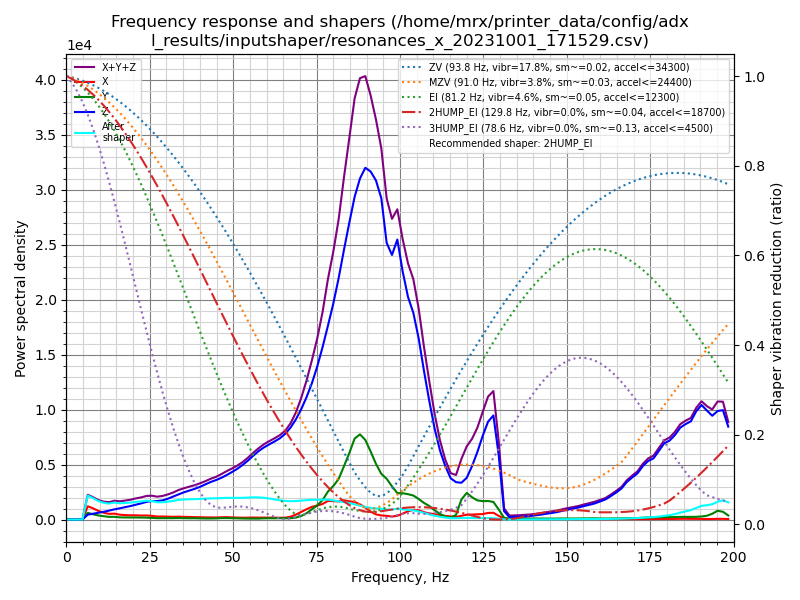 Frequency response and shapers (/home/mrx/printer_data/config/adx
l_results/inputshaper/resonances_x_20231001_171529.csv)
1e4
X+Y+Z
X
Y
Z
After
shaper
ZV (93.8 Hz, vibr=17.8%, sm~=0.02, accel<=34300)
MZV (91.0 Hz, vibr=3.8%, sm~=0.03, accel<=24400)
EI (81.2 Hz, vibr=4.6%, sm~=0.05, accel<=12300)
2HUMP_EI (129.8 Hz, vibr=0.0%, sm~=0.04, accel<=18700)
3HUMP_EI (78.6 Hz, vibr=0.0%, sm~=0.13, accel<=4500)
Recommended shaper: 2HUMP_EI
4.0
3.5
3.0
2.5
2.0
1.5
1.0
0.5
0.0
Power spectral density
1.0
0.8
0.6
0.4
0.2
0.0
Shaper vibration reduction (ratio)
0 25 50 75 100 125 150 175 200
Frequency, Hz